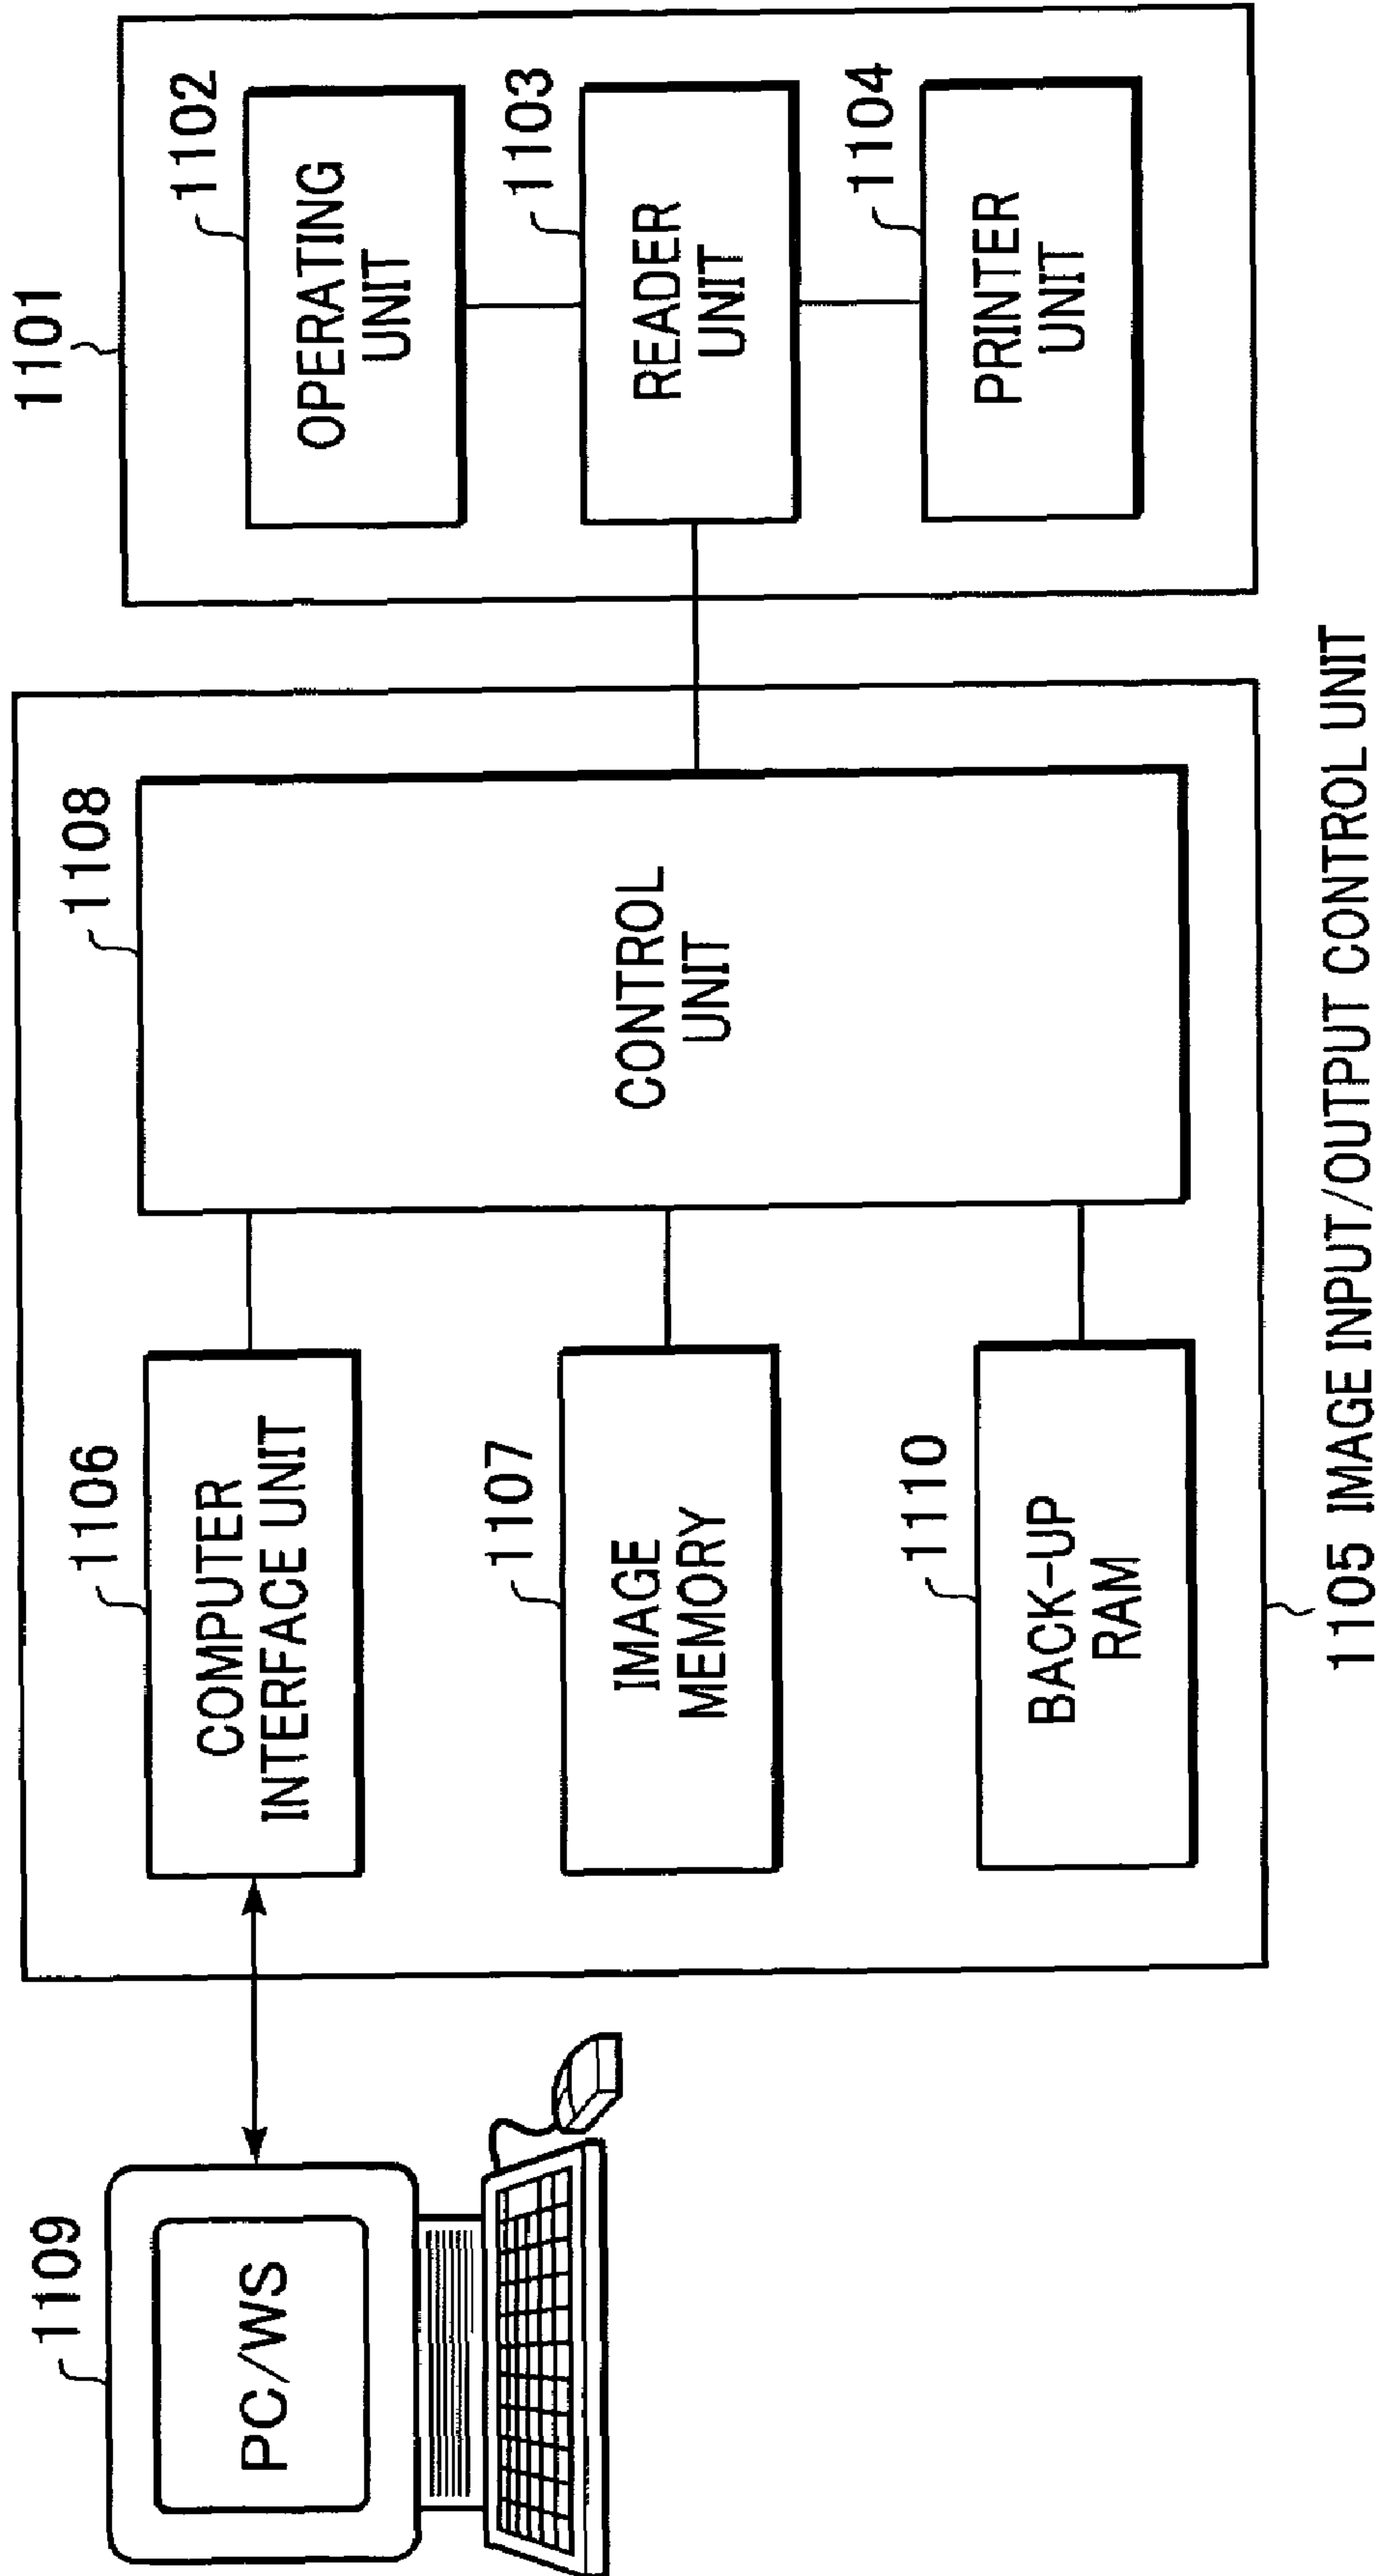 1109
PC/WS
1106
COMPUTER
INTERFACE UNIT
1107
IMAGE
MEMORY
1110
BACK-UP
RAM
1108
CONTROL
UNIT
1105 IMAGE INPUT/OUTPUT CONTROL UNIT
1101
1102
OPERATING
UNIT
1103
READER
UNIT
1104
PRINTER
UNIT